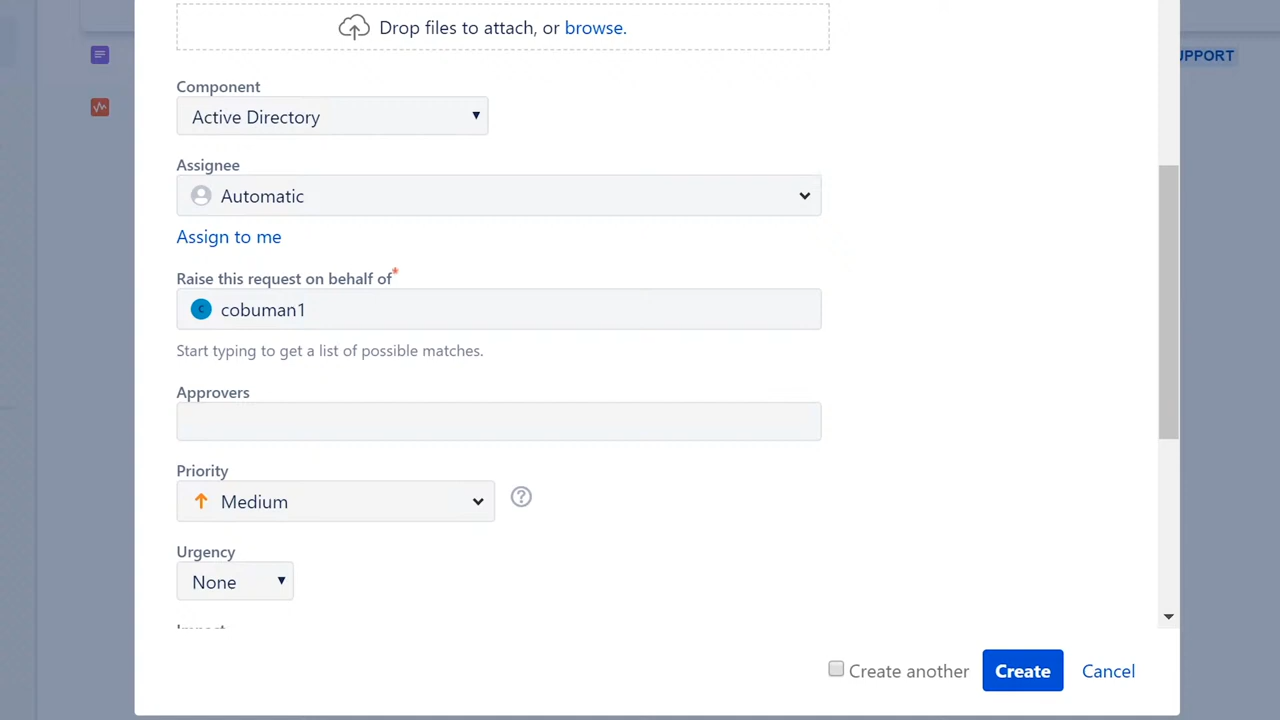 Drop files to attach, or browse.
Component
Active Directory
Assignee
Automatic
Assign to me
Raise this request on behalf of*
C cobuman1
Start typing to get a list of possible matches.
Approvers
Priority
Medium
?
Urgency
None
Create another
Create
Cancel